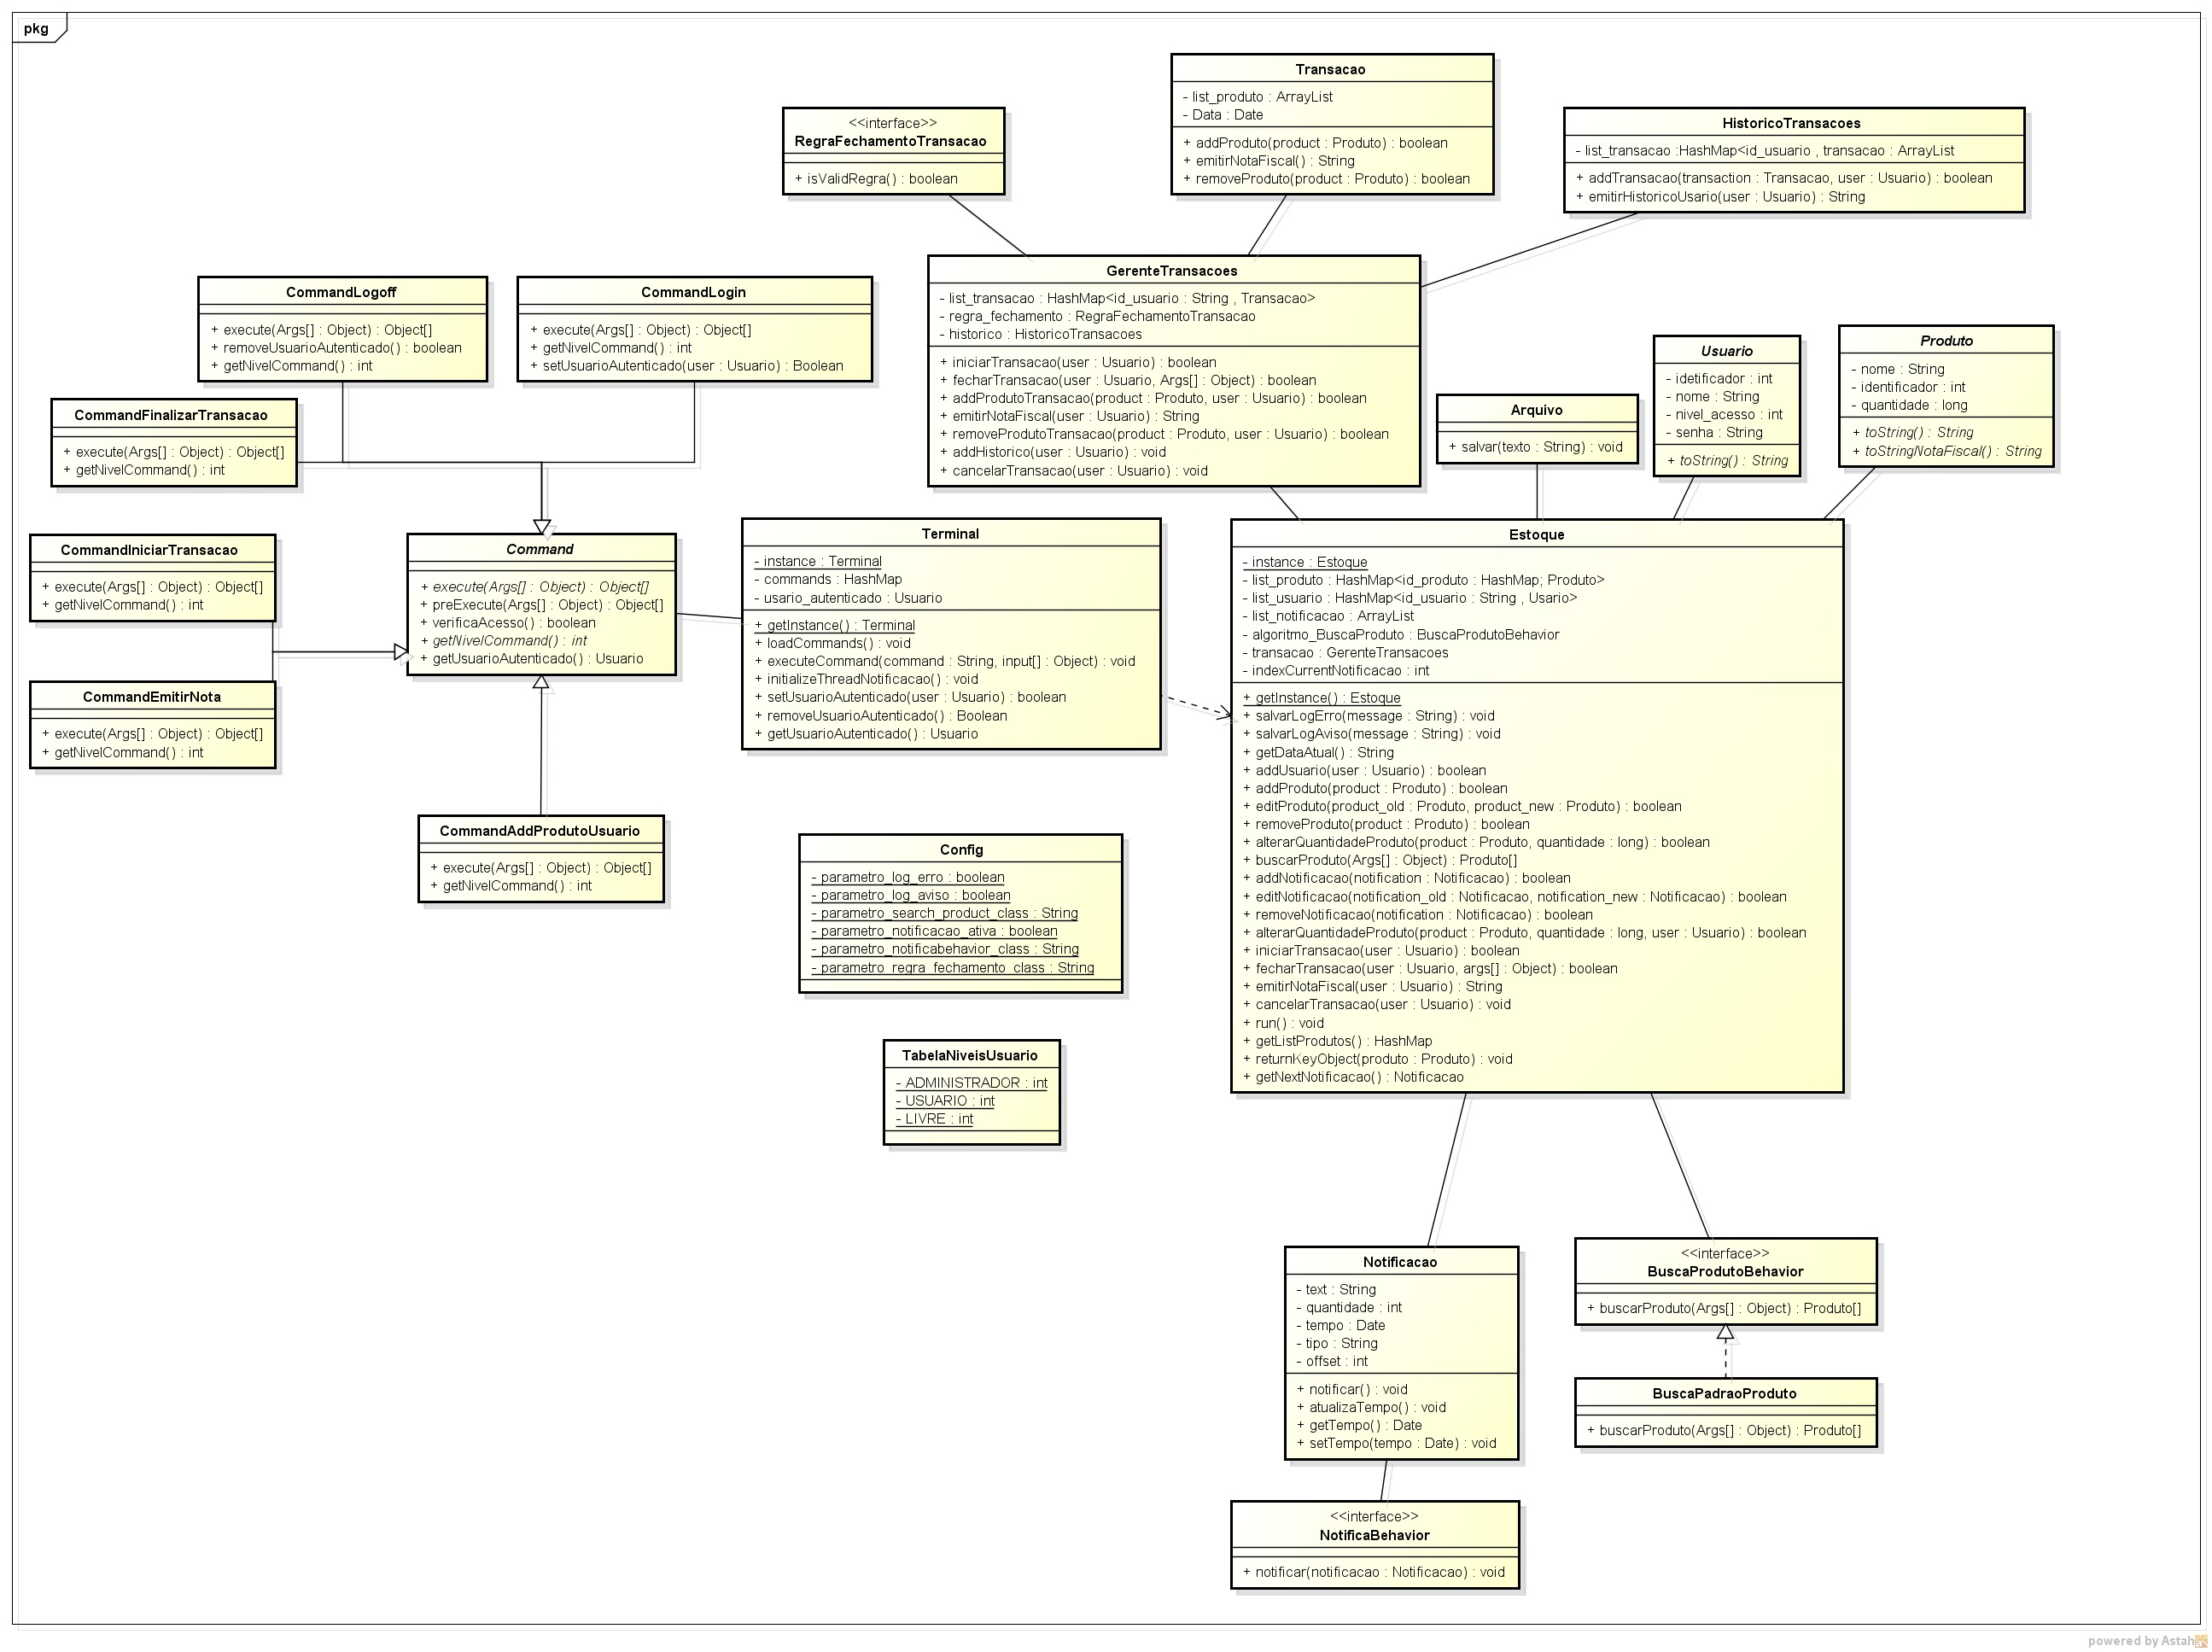 pkg
Transacao
- list_produto : ArrayList
- Data : Date
+ addProduto(product : Produto) : boolean
+ emitirNotaFiscal() : String
+ removeProduto(product : Produto) : boolean
<<interface>>
RegraFechamentoTransacao
+ isValidRegra() : boolean
HistoricoTransacoes
- list_transacao :HashMap<id_usuario , transacao : ArrayList
+ addTransacao(transaction : Transacao, user : Usuario) : boolean
+ emitirHistoricoUsario(user : Usuario) : String
GerenteTransacoes
- list_transacao : HashMap<id_usuario : String , Transacao>
- regra_fechamento : RegraFechamentoTransacao
- historico : HistoricoTransacoes
+ iniciarTransacao(user : Usuario) : boolean
+ fecharTransacao(user : Usuario, Args[] : Object) : boolean
+ addProdutoTransacao(product : Produto, user : Usuario) : boolean
+ emitirNotaFiscal(user : Usuario) : String
+ removeProdutoTransacao(product : Produto, user : Usuario) : boolean
+ addHistorico(user : Usuario) : void
+ cancelarTransacao(user : Usuario) : void
CommandLogoff
+ execute(Args[] : Object) : Object[]
+ removeUsuarioAutenticado() : boolean
+ getNivelCommand() : int
CommandLogin
+ execute(Args[] : Object) : Object[]
+ getNivelCommand() : int
+ setUsuarioAutenticado(user : Usuario) : Boolean
Usuario
- idetificador : int
- nome : String
- nivel_acesso : int
- senha : String
+ toString() : String
Produto
- nome : String
- identificador : int
- quantidade : long
+ toString() : String
+ toStringNotaFiscal() : String
Arquivo
+ salvar(texto : String) : void
CommandFinalizarTransacao
+ execute(Args[] : Object) : Object[]
+ getNivelCommand() : int
CommandIniciarTransacao
+ execute(Args[] : Object) : Object[]
+ getNivelCommand() : int
Command
+ execute(Args[] : Object) : Object[]
+ preExecute(Args[] : Object) : Object[]
+ verificaAcesso() : boolean
+ getNivelCommand() : int
+ getUsuarioAutenticado() : Usuario
Terminal
- instance : Terminal
- commands : HashMap
- usario_autenticado : Usuario
+ getInstance() : Terminal
+ loadCommands() : void
+ executeCommand(command : String, input[] : Object) : void
+ initializeThreadNotificacao() : void
+ setUsuarioAutenticado(user : Usuario) : boolean
+ removeUsuarioAutenticado() : Boolean
+ getUsuarioAutenticado() : Usuario
Estoque
- instance : Estoque
- list_produto : HashMap<id_produto : HashMap; Produto>
- list_usuario : HashMap<id_usuario : String , Usario>
- list_notificacao : ArrayList
- algoritmo_BuscaProduto : BuscaProdutoBehavior
- transacao : GerenteTransacoes
- indexCurrentNotificacao : int
+ getInstance() : Estoque
+ salvarLogErro(message : String) : void
+ salvarLogAviso(message : String) : void
+ getDataAtual() : String
+ addUsuario(user : Usuario) : boolean
+ addProduto(product : Produto) : boolean
+ editProduto(product_old : Produto, product_new : Produto) : boolean
+ removeProduto(product : Produto) : boolean
+ alterarQuantidadeProduto(product : Produto, quantidade : long) : boolean
+ buscarProduto(Args[] : Object) : Produto[]
+ addNotificacao(notification : Notificacao) : boolean
+ editNotificacao(notification_old : Notificacao, notification_new : Notificacao) : boolean
+ removeNotificacao(notification : Notificacao) : boolean
+ alterarQuantidadeProduto(product : Produto, quantidade : long, user : Usuario) : boolean
+ iniciarTransacao(user : Usuario) : boolean
+ fecharTransacao(user : Usuario, args[] : Object) : boolean
+ emitirNotaFiscal(user : Usuario) : String
+ cancelarTransacao(user : Usuario) : void
+ run() : void
+ getListProdutos() : HashMap
+ returnKeyObject(produto : Produto) : void
+ getNextNotificacao() : Notificacao
CommandEmitirNota
+ execute(Args[] : Object) : Object[]
+ getNivelCommand() : int
CommandAddProdutoUsuario
+ execute(Args[] : Object) : Object[]
+ getNivelCommand() : int
Config
- parametro_log_erro : boolean
- parametro_log_aviso : boolean
- parametro_search_product_class : String
- parametro_notificacao_ativa : boolean
- parametro_notificabehavior_class : String
- parametro_regra_fechamento_class : String
TabelaNiveisUsuario
- ADMINISTRADOR : int
- USUARIO : int
- LIVRE : int
Notificacao
- text : String
- quantidade : int
- tempo : Date
- tipo : String
- offset : int
+ notificar() : void
+ atualizaTempo() : void
+ getTempo() : Date
+ setTempo(tempo : Date) : void
<<interface>>
BuscaProdutoBehavior
+ buscarProduto(Args[] : Object) : Produto[]
BuscaPadraoProduto
+ buscarProduto(Args[] : Object) : Produto[]
<<interface>>
NotificaBehavior
+ notificar(notificacao : Notificacao) : void
powered by Astah